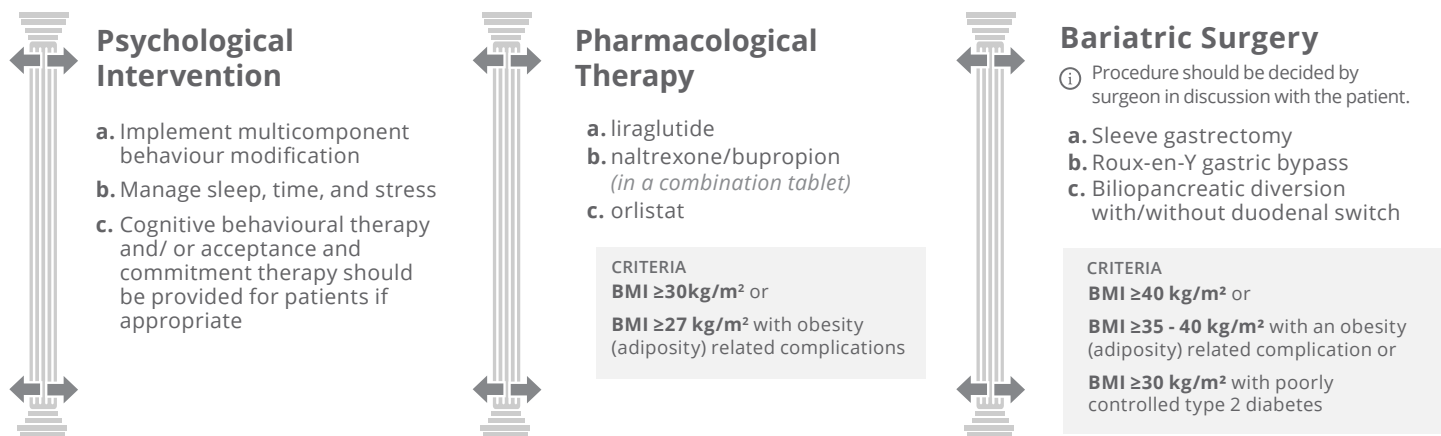 Psychological
Intervention
a. Implement multicomponent
behaviour modification
b. Manage sleep, time, and stress
c. Cognitive behavioural therapy
and/ or acceptance and
commitment therapy should
be provided for patients if
appropriate
Pharmacological
Therapy
a. liraglutide
b. naltrexone/bupropion
(in a combination tablet)
c. orlistat
CRITERIA
BMI ≥30kg/m² or
BMI ≥27 kg/m² with obesity
(adiposity) related complications
Bariatric Surgery
i Procedure should be decided by
surgeon in discussion with the patient.
a. Sleeve gastrectomy
b. Roux-en-Y gastric bypass
c. Biliopancreatic diversion
with/without duodenal switch
CRITERIA
BMI ≥40 kg/m² or
BMI ≥35 - 40 kg/m² with an obesity
(adiposity) related complication or
BMI ≥30 kg/m² with poorly
controlled type 2 diabetes